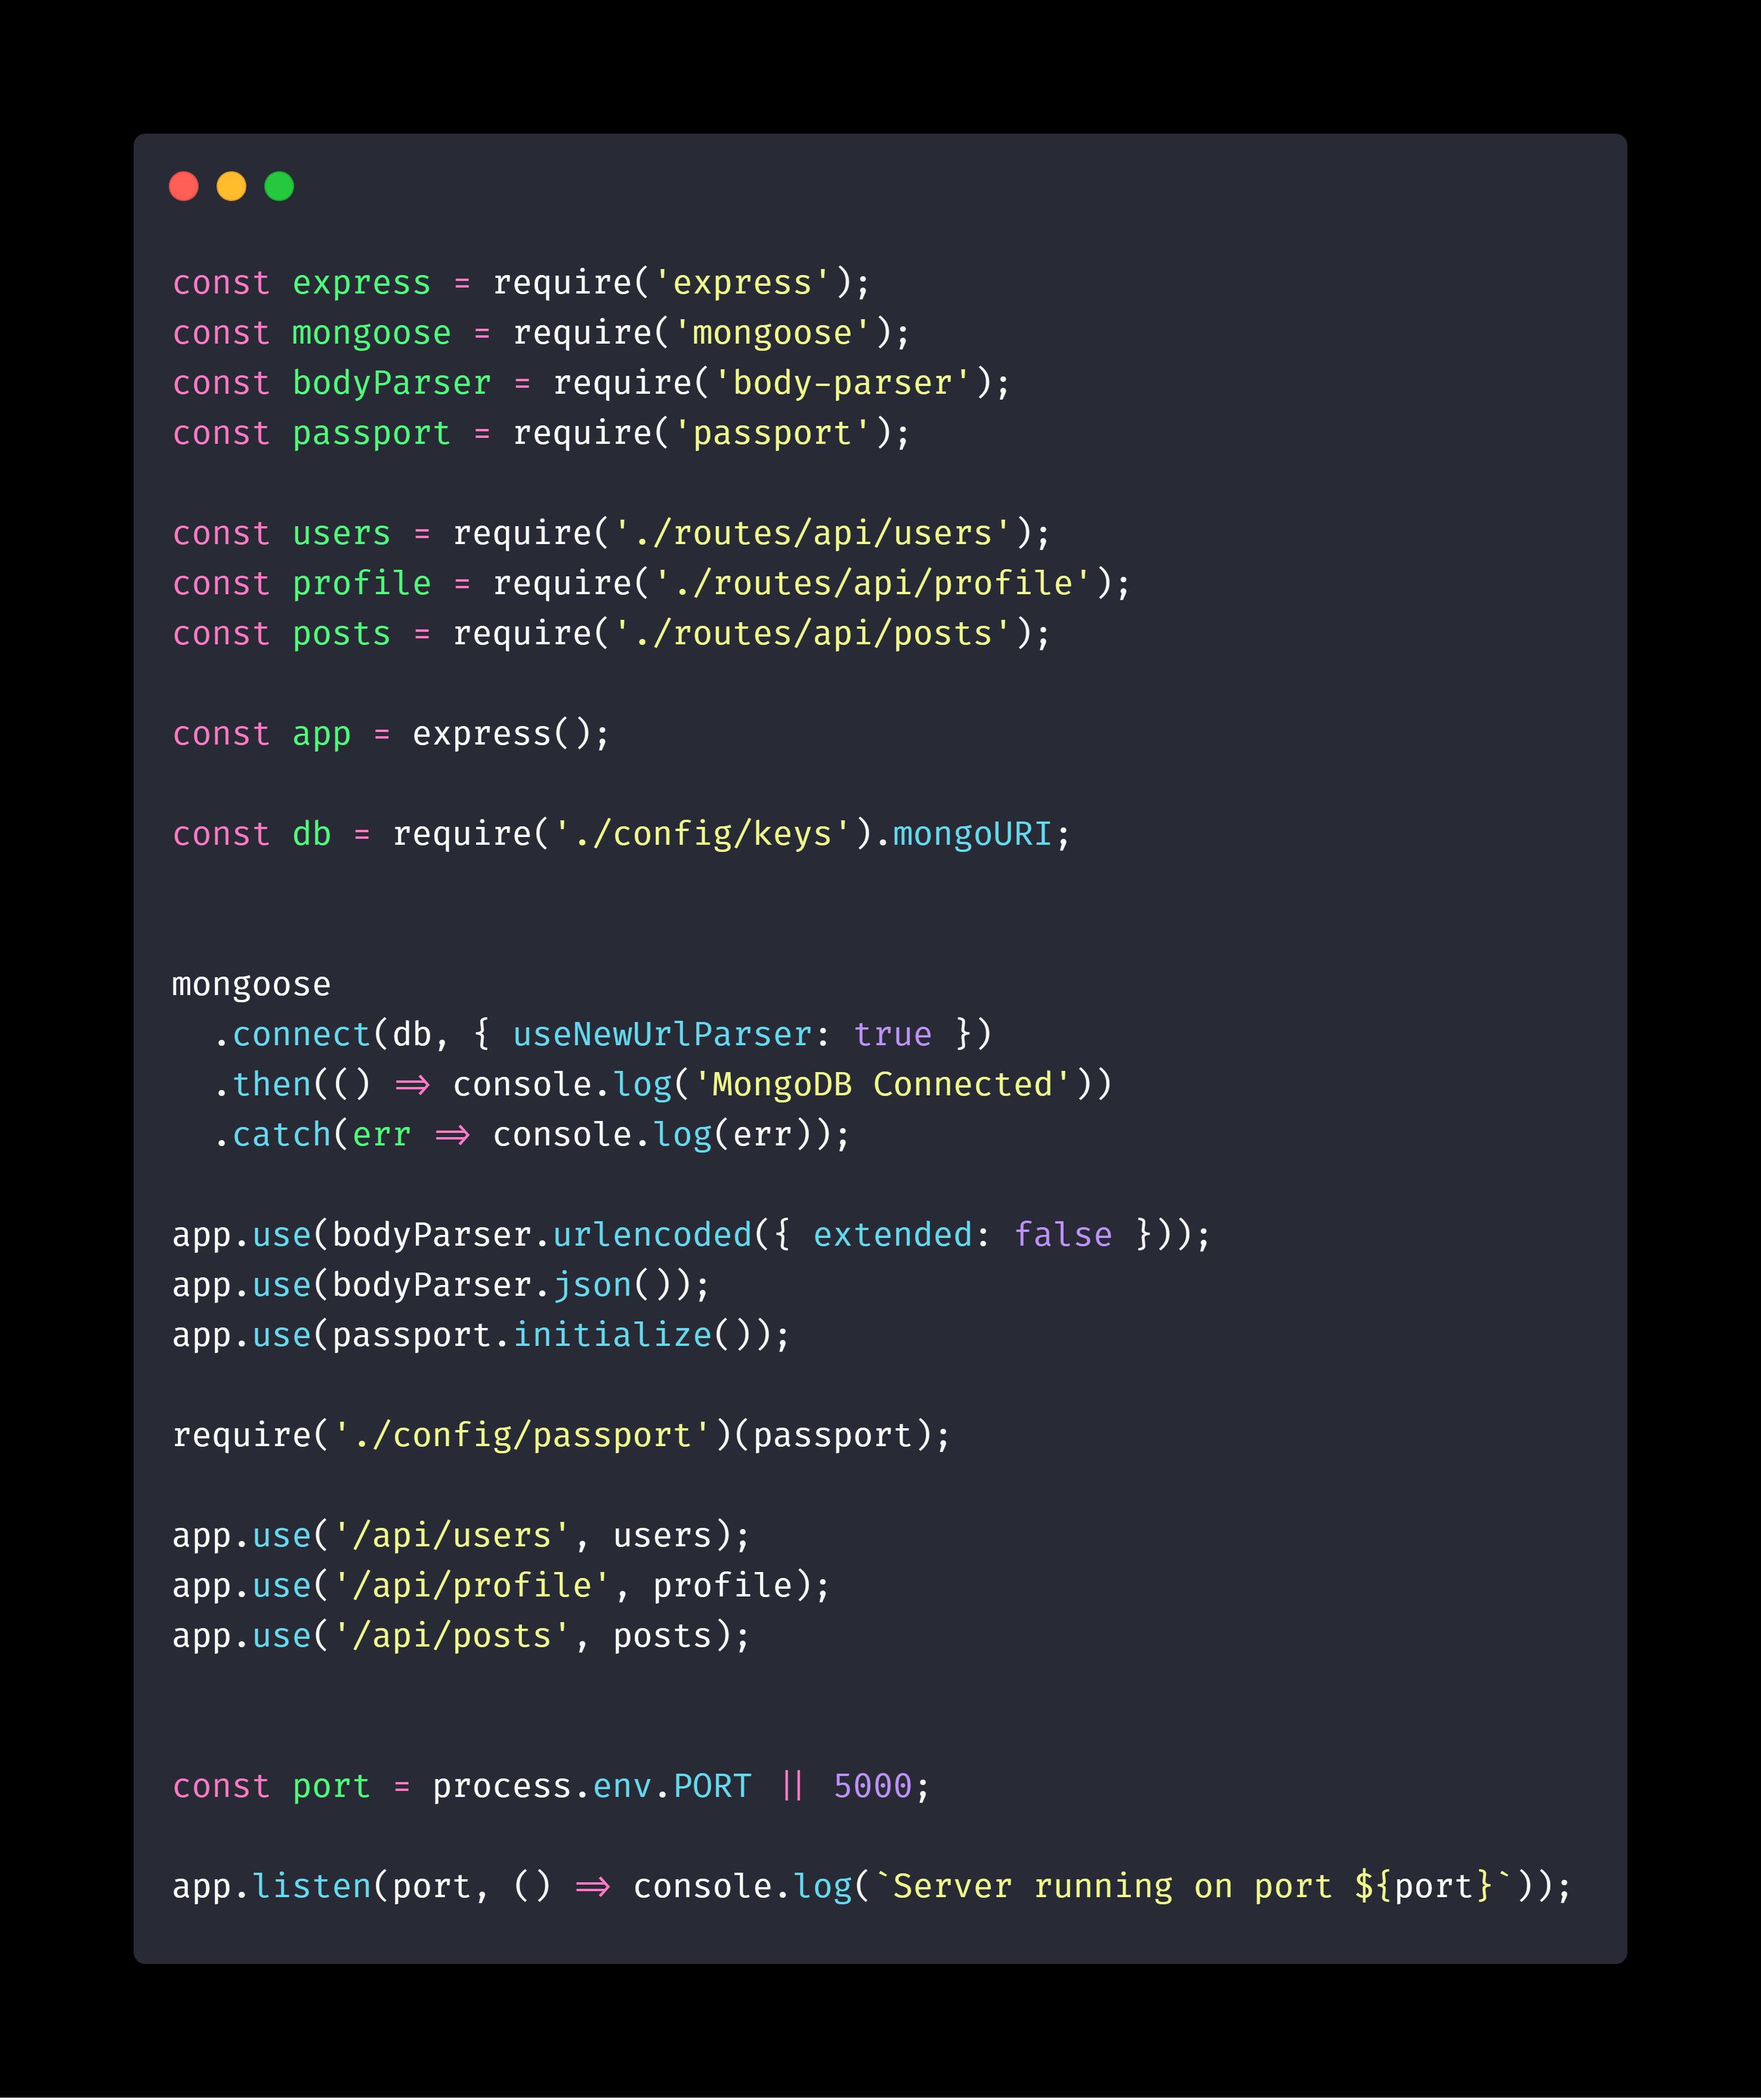 const express = require('express');
const mongoose = require('mongoose');
const bodyParser = require('body-parser');
const passport = require('passport');
const users = require('./routes/api/users');
const profile = require('./routes/api/profile');
const posts = require('./routes/api/posts');
const app = express();
const db = require('./config/keys').mongoURI;
mongoose
  .connect(db, { useNewUrlParser: true })
  .then(() => console.log('MongoDB Connected'))
  .catch(err => console.log(err));
app.use(bodyParser.urlencoded({ extended: false }));
app.use(bodyParser.json());
app.use(passport.initialize());
require('./config/passport')(passport);
app.use('/api/users', users);
app.use('/api/profile', profile);
app.use('/api/posts', posts);
const port = process.env.PORT || 5000;
app.listen(port, () => console.log(`Server running on port ${port}`));